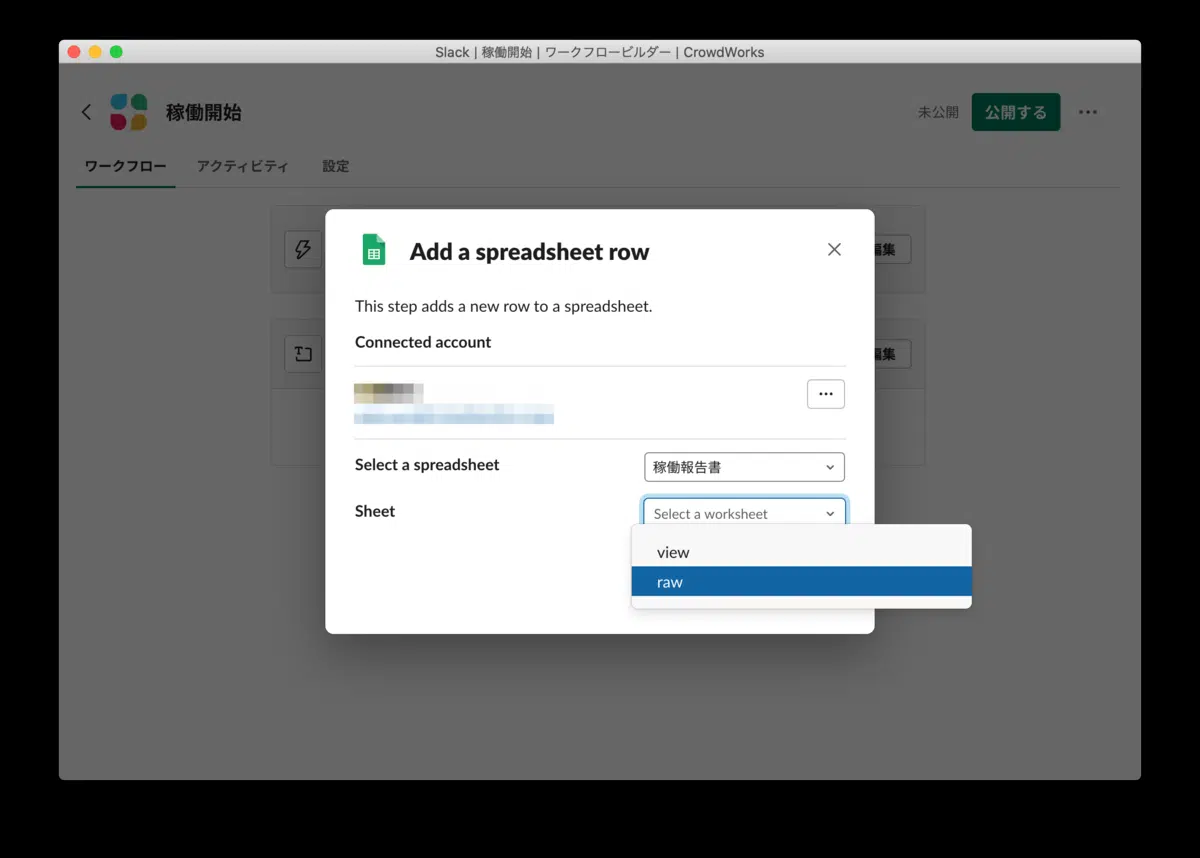 Slack | 稼働開始 | ワークフロービルダー | CrowdWorks
稼働開始
未公開
公開する
ワークフロー
アクティビティ
設定
Add a spreadsheet row
編集
This step adds a new row to a spreadsheet.
Connected account
編集
Select a spreadsheet
稼働報告書
Sheet
Select a worksheet
view
raw